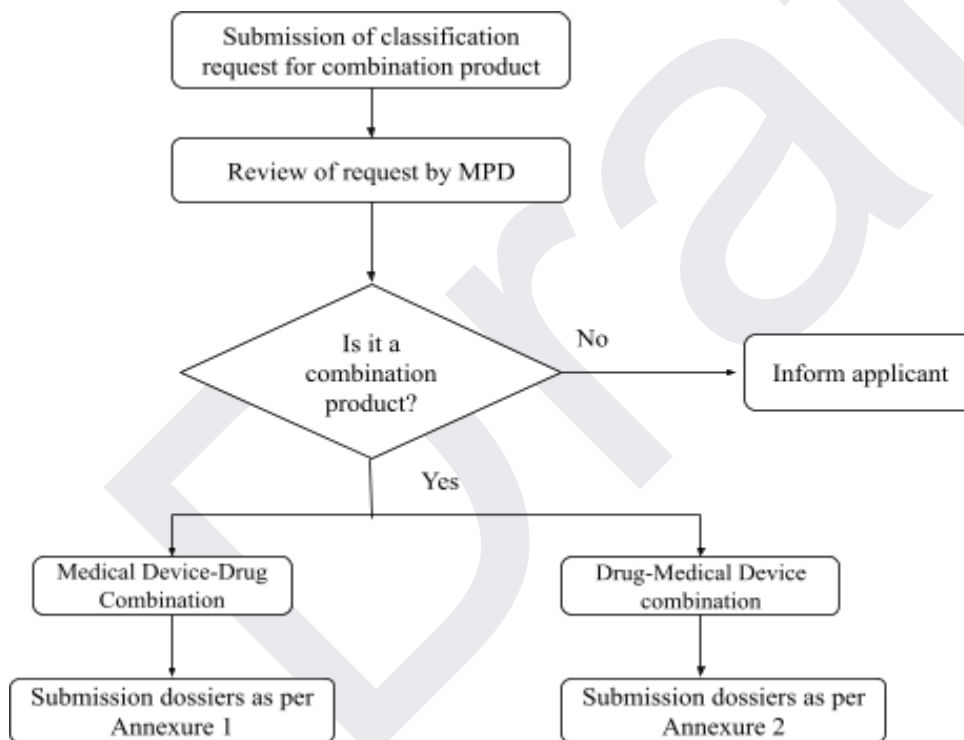 Submission of classification
request for combination product
Review of request by MPD
Is it a
combination
product?
No
Inform applicant
Yes
Medical Device-Drug
Combination
Drug-Medical Device
combination
Submission dossiers as per
Annexure 1
Submission dossiers as per
Annexure 2